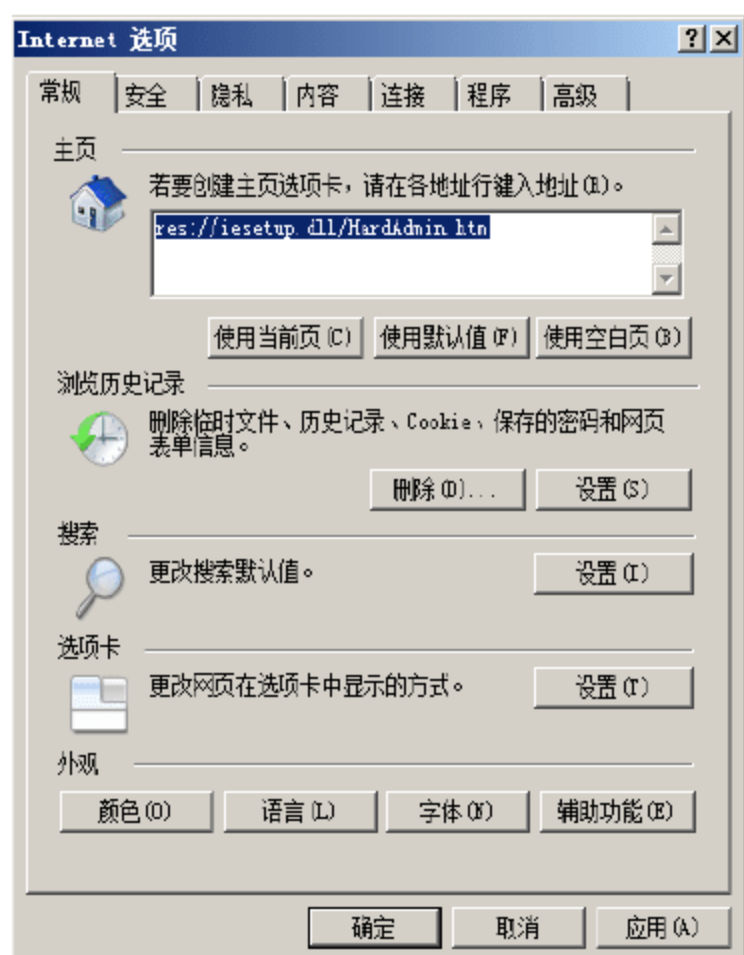 Internet 选项
常规 安全 隐私 内容 连接 程序 高级
主页
若要创建主页选项卡，请在各地址行键入地址(R)。
res://iesetup.dll/HardAdmin.htm
使用当前页(C) 使用默认值(F) 使用空白页(B)
浏览历史记录
删除临时文件、历史记录、Cookie、保存的密码和网页
表单信息。
删除(D)... 设置(S)
搜索
更改搜索默认值。
设置(I)
选项卡
更改网页在选项卡中显示的方式。
设置(T)
外观
颜色(O) 语言(L) 字体(N) 辅助功能(E)
确定 取消 应用(A)